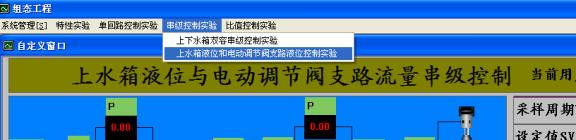 组态工程
系统管理[S] 特性实验 单回路控制实验 串级控制实验 比值控制实验
上下水箱双容串级控制实验
自定义窗口
上水箱液位和电动调节阀支路液位控制实验
上水箱液位与电动调节阀支路流量串级控制 当前用
P P 采样周期
0.00 0.00
设定值SV